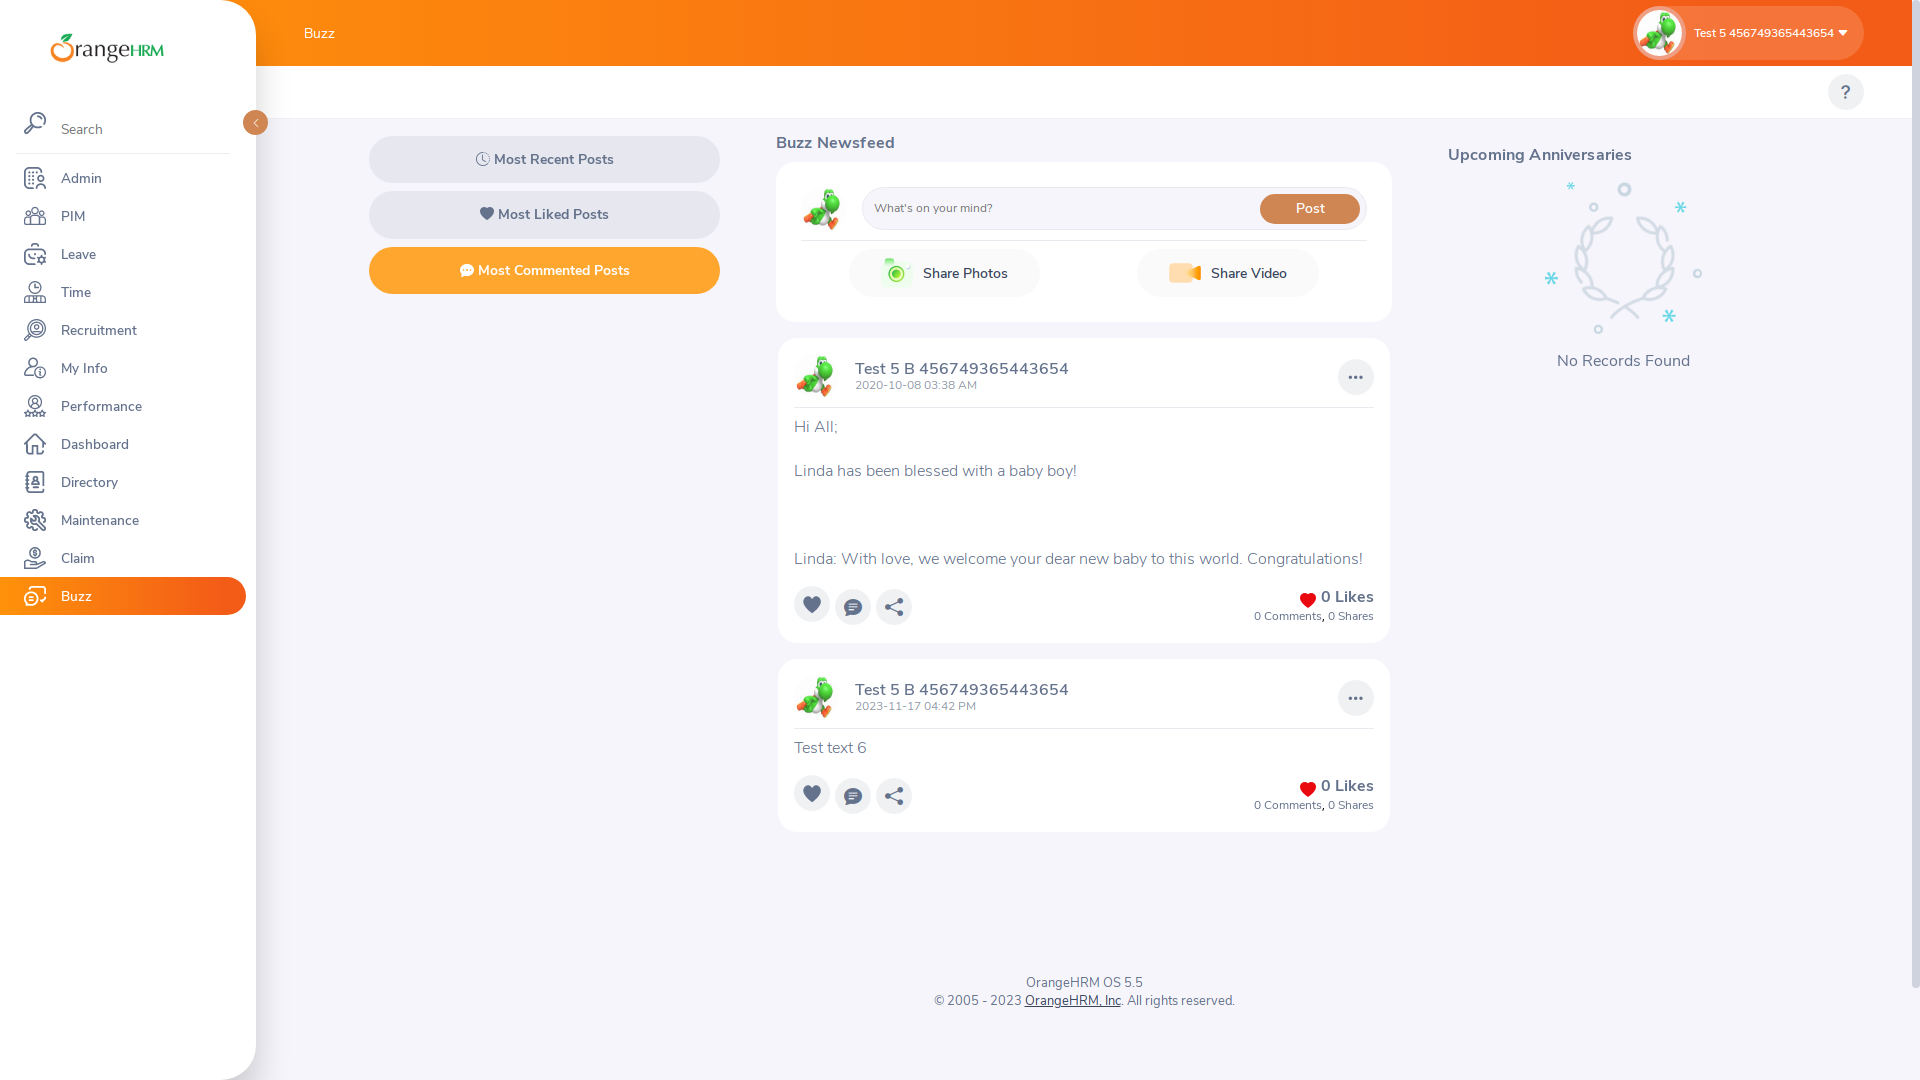 OrangeHRM
Search
Admin
PIM
Leave
Time
Recruitment
My Info
Performance
Dashboard
Directory
Maintenance
Claim
Buzz
Buzz
Test 5 456749365443654
?
Most Recent Posts
Most Liked Posts
Most Commented Posts
Buzz Newsfeed
What's on your mind?
Post
Share Photos
Share Video
Test 5 B 456749365443654
2020-10-08 03:38 AM
Hi All;
Linda has been blessed with a baby boy!
Linda: With love, we welcome your dear new baby to this world. Congratulations!
0 Likes
0 Comments, 0 Shares
Test 5 B 456749365443654
2023-11-17 04:42 PM
Test text 6
0 Likes
0 Comments, 0 Shares
Upcoming Anniversaries
No Records Found
OrangeHRM OS 5.5
© 2005 - 2023 OrangeHRM, Inc. All rights reserved.